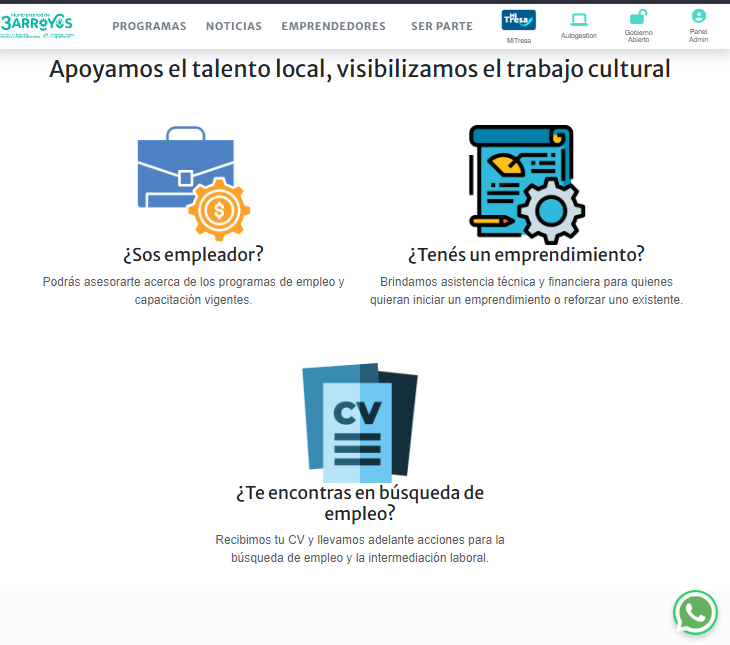 Municipalidad de
3ARROYOS
PROGRAMAS
NOTICIAS
EMPRENDEDORES
SER PARTE
MiTresa
Autogestion
Gobierno
Abierto
Panel
Admin
Apoyamos el talento local, visibilizamos el trabajo cultural
$
¿Sos empleador?
Podrás asesorarte acerca de los programas de empleo y
capacitación vigentes.
¿Tenés un emprendimiento?
Brindamos asistencia técnica y financiera para quienes
quieran iniciar un emprendimiento o reforzar uno existente.
CV
¿Te encontras en búsqueda de
empleo?
Recibimos tu CV y llevamos adelante acciones para la
búsqueda de empleo y la intermediación laboral.